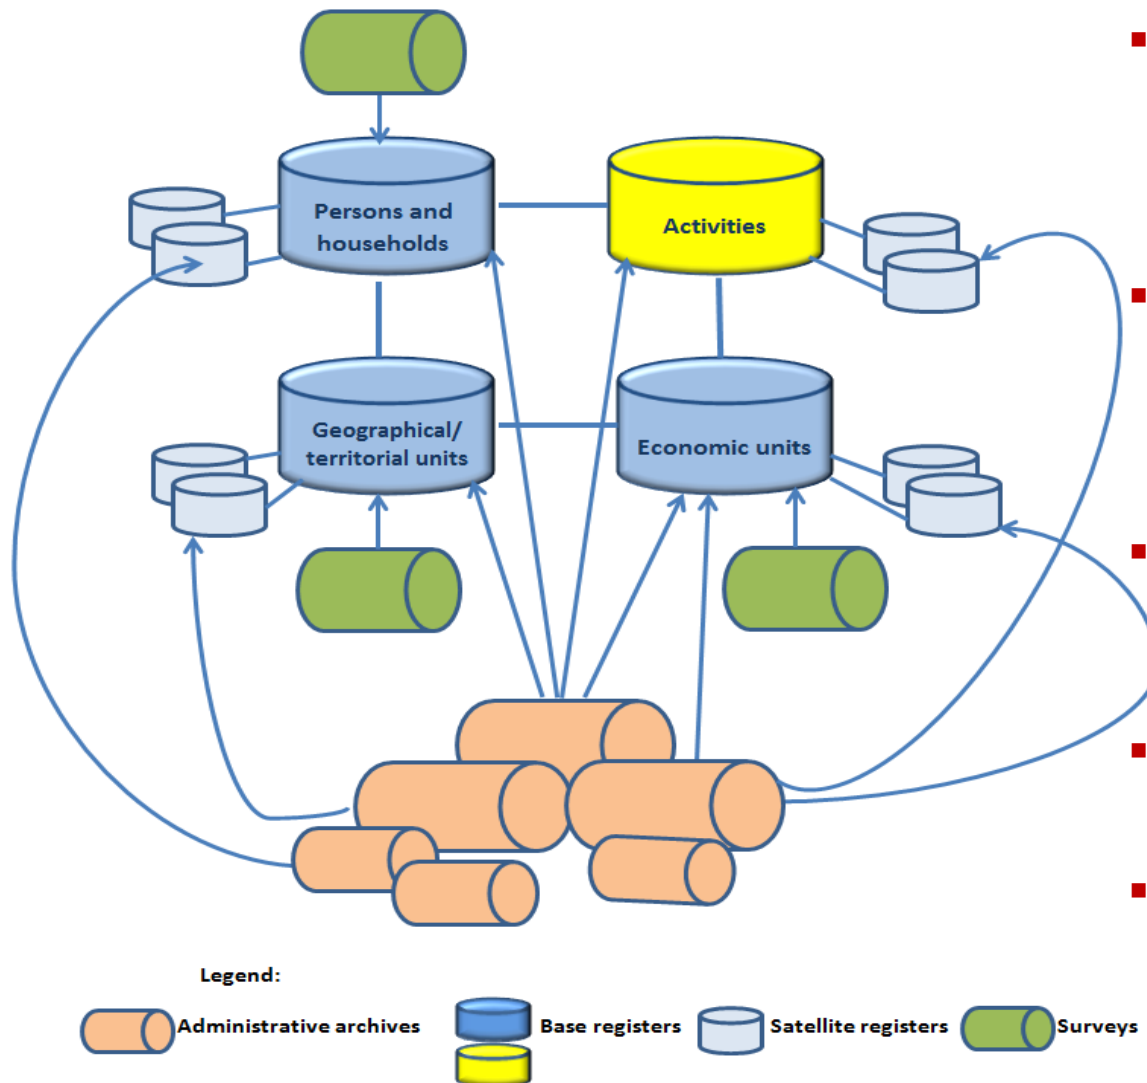 Persons and
households
Activities
Geographical/
territorial units
Economic units
Legend:
Administrative archives
Base registers
Satellite registers
Surveys